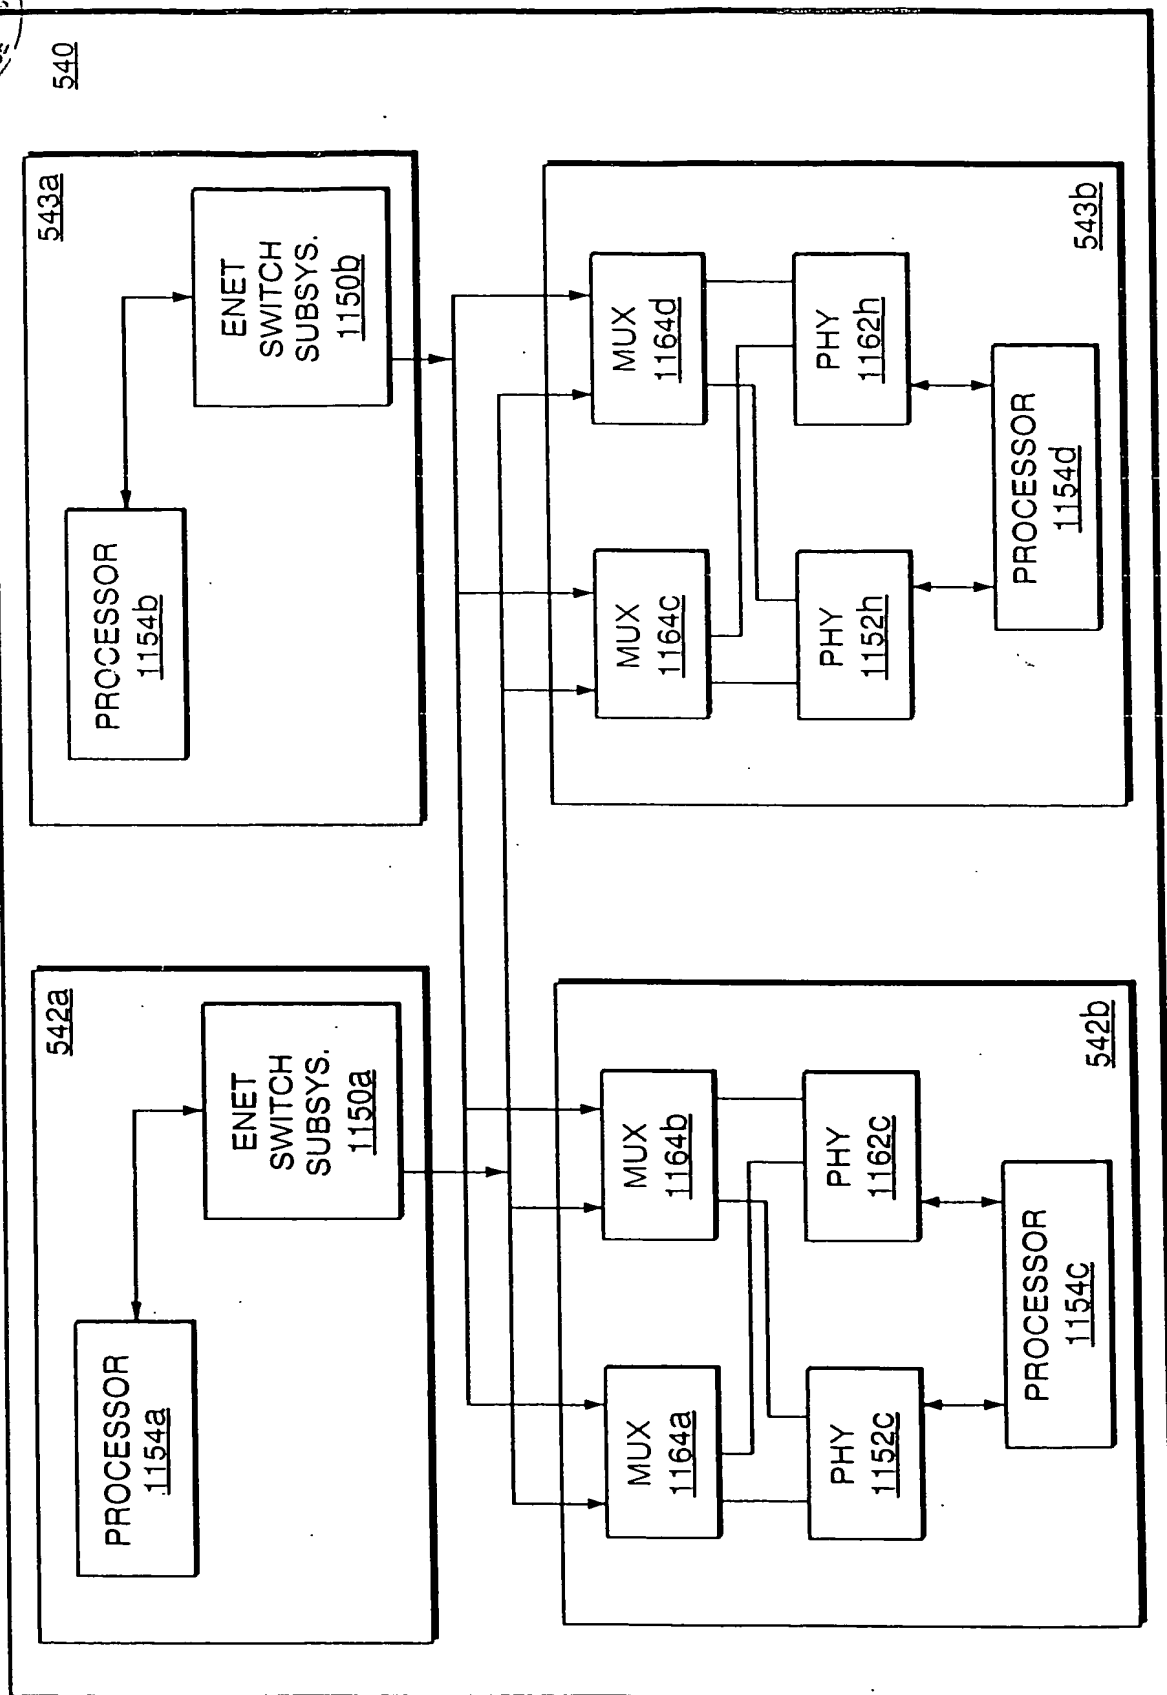 540
542a
PROCESSOR
1154a
ENET
SWITCH
SUBSYS.
1150a
543a
PROCESSOR
1154b
ENET
SWITCH
SUBSYS.
1150b
MUX
1164a
MUX
1164b
PHY
1152c
PHY
1162c
PROCESSOR
1154c
542b
MUX
1164c
MUX
1164d
PHY
1152h
PHY
1162h
PROCESSOR
1154d
543b